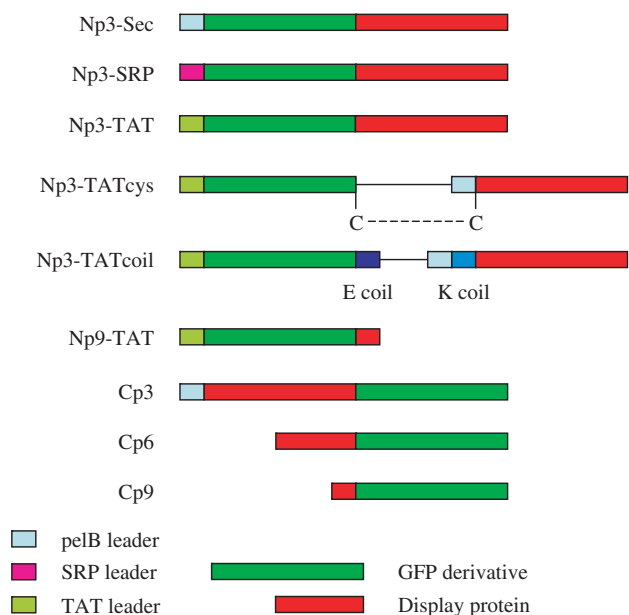 Np3-Sec
Np3-SRP
Np3-TAT
Np3-TATcys
C C
Np3-TATcoil
E coil K coil
Np9-TAT
Cp3
Cp6
Cp9
pelB leader
SRP leader GFP derivative
TAT leader Display protein